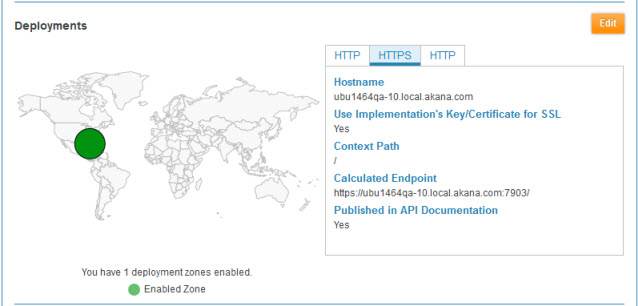 Deployments
Edit
HTTP HTTPS HTTP
Hostname
ubu1464qa-10.local.akana.com
Use Implementation's Key/Certificate for SSL
Yes
Context Path
/
Calculated Endpoint
https://ubu1464qa-10.local.akana.com:7903/
Published in API Documentation
Yes
You have 1 deployment zones enabled.
Enabled Zone